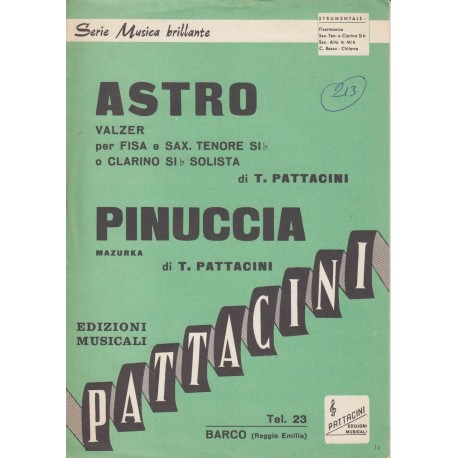 Serie Musica brillante
STRUMENTALE:
Fisarmonica
Sax. Ten. e Clarino Sib
Sax. Alto in Mib
C. Basso - Chitarra
213
ASTRO
VALZER
per FISA e SAX. TENORE SI♭
o CLARINO SI♭ SOLISTA
di T. PATTACINI
PINUCCIA
MAZURKA
di T. PATTACINI
EDIZIONI
MUSICALI
PATTACINI
Tel. 23
BARCO (Reggio Emilia)
PATTACINI
EDIZIONI
MUSICALI